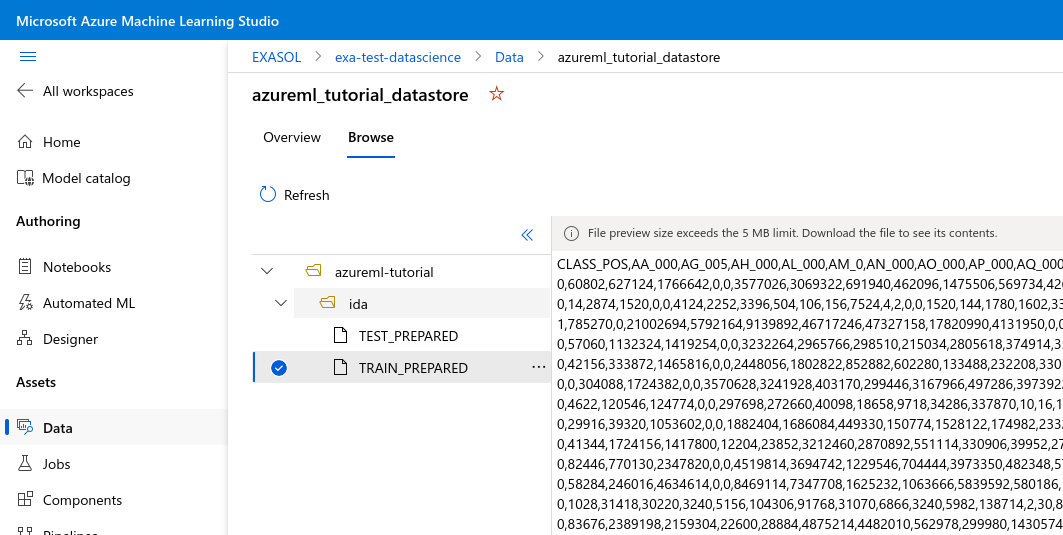 Microsoft Azure Machine Learning Studio
All workspaces
Home
Model catalog
Authoring
Notebooks
Automated ML
Designer
Assets
Data
Jobs
Components
Pipelines
EXASOL > exa-test-datascience > Data > azureml_tutorial_datastore
azureml_tutorial_datastore
Overview Browse
Refresh
azureml-tutorial
ida
TEST_PREPARED
TRAIN_PREPARED ...
File preview size exceeds the 5 MB limit. Download the file to see its contents.
CLASS_POS,AA_000,AG_005,AH_000,AL_000,AM_0,AN_000,AO_000,AP_000,AQ_000
0,60802,627124,1766642,0,0,3577026,3069322,691940,462096,1475506,569734,426
0,14,2874,1520,0,0,4124,2252,3396,504,106,156,7524,4,2,0,0,1520,144,1780,1602,33
1,785270,0,21002694,5792164,9139892,46717246,47327158,17820990,4131950,0,0
0,57060,1132324,1419254,0,0,3232264,2965766,298510,215034,2805618,374914,3
0,42156,333872,1465816,0,0,2448056,1802822,852882,602280,133488,232208,330
0,0,304088,1724382,0,0,3570628,3241928,403170,299446,3167966,497286,397392
0,4622,120546,124774,0,0,297698,272660,40098,18658,9718,34286,337870,10,16,1
0,29916,39320,1053602,0,0,1882404,1686084,449330,150774,1528122,174982,233
0,41344,1724156,1417800,12204,23852,3212460,2870892,551114,330906,39952,27
0,82446,770130,2347820,0,0,4519814,3694742,1229546,704444,3973350,482348,57
0,58284,246016,4634614,0,0,8469114,7347708,1625232,1063666,5839592,580186,
0,1028,31418,30220,3240,5156,104306,91768,31070,6866,3240,5982,138714,2,30,8
0,83676,2389198,2159304,22600,28884,4875214,4482010,562978,299980,1430574